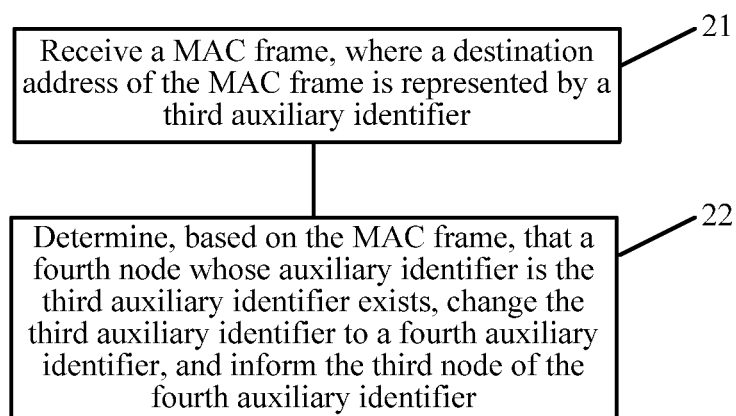 21
Receive a MAC frame, where a destination
address of the MAC frame is represented by a
third auxiliary identifier
22
Determine, based on the MAC frame, that a
fourth node whose auxiliary identifier is the
third auxiliary identifier exists, change the
third auxiliary identifier to a fourth auxiliary
identifier, and inform the third node of the
fourth auxiliary identifier